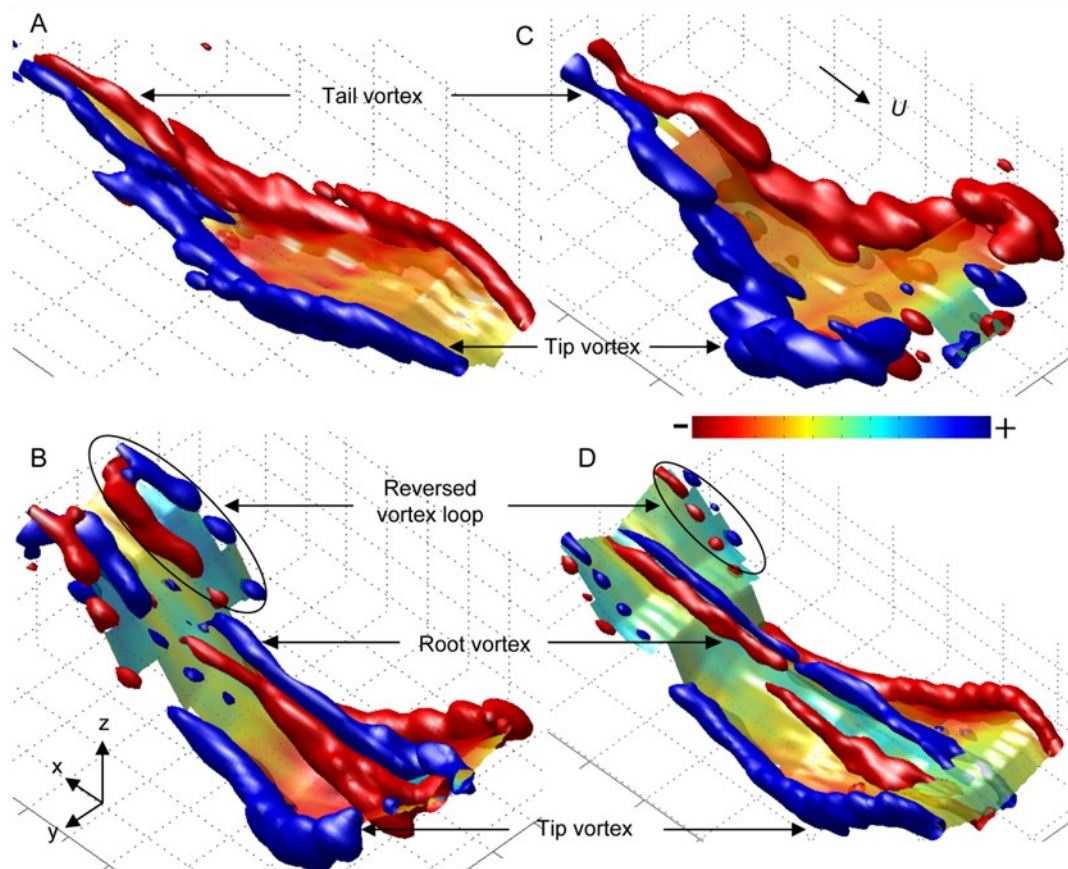 A
C
Tail vortex
U
Tip vortex
- +
B
D
Reversed
vortex loop
Root vortex
z
x
y
Tip vortex